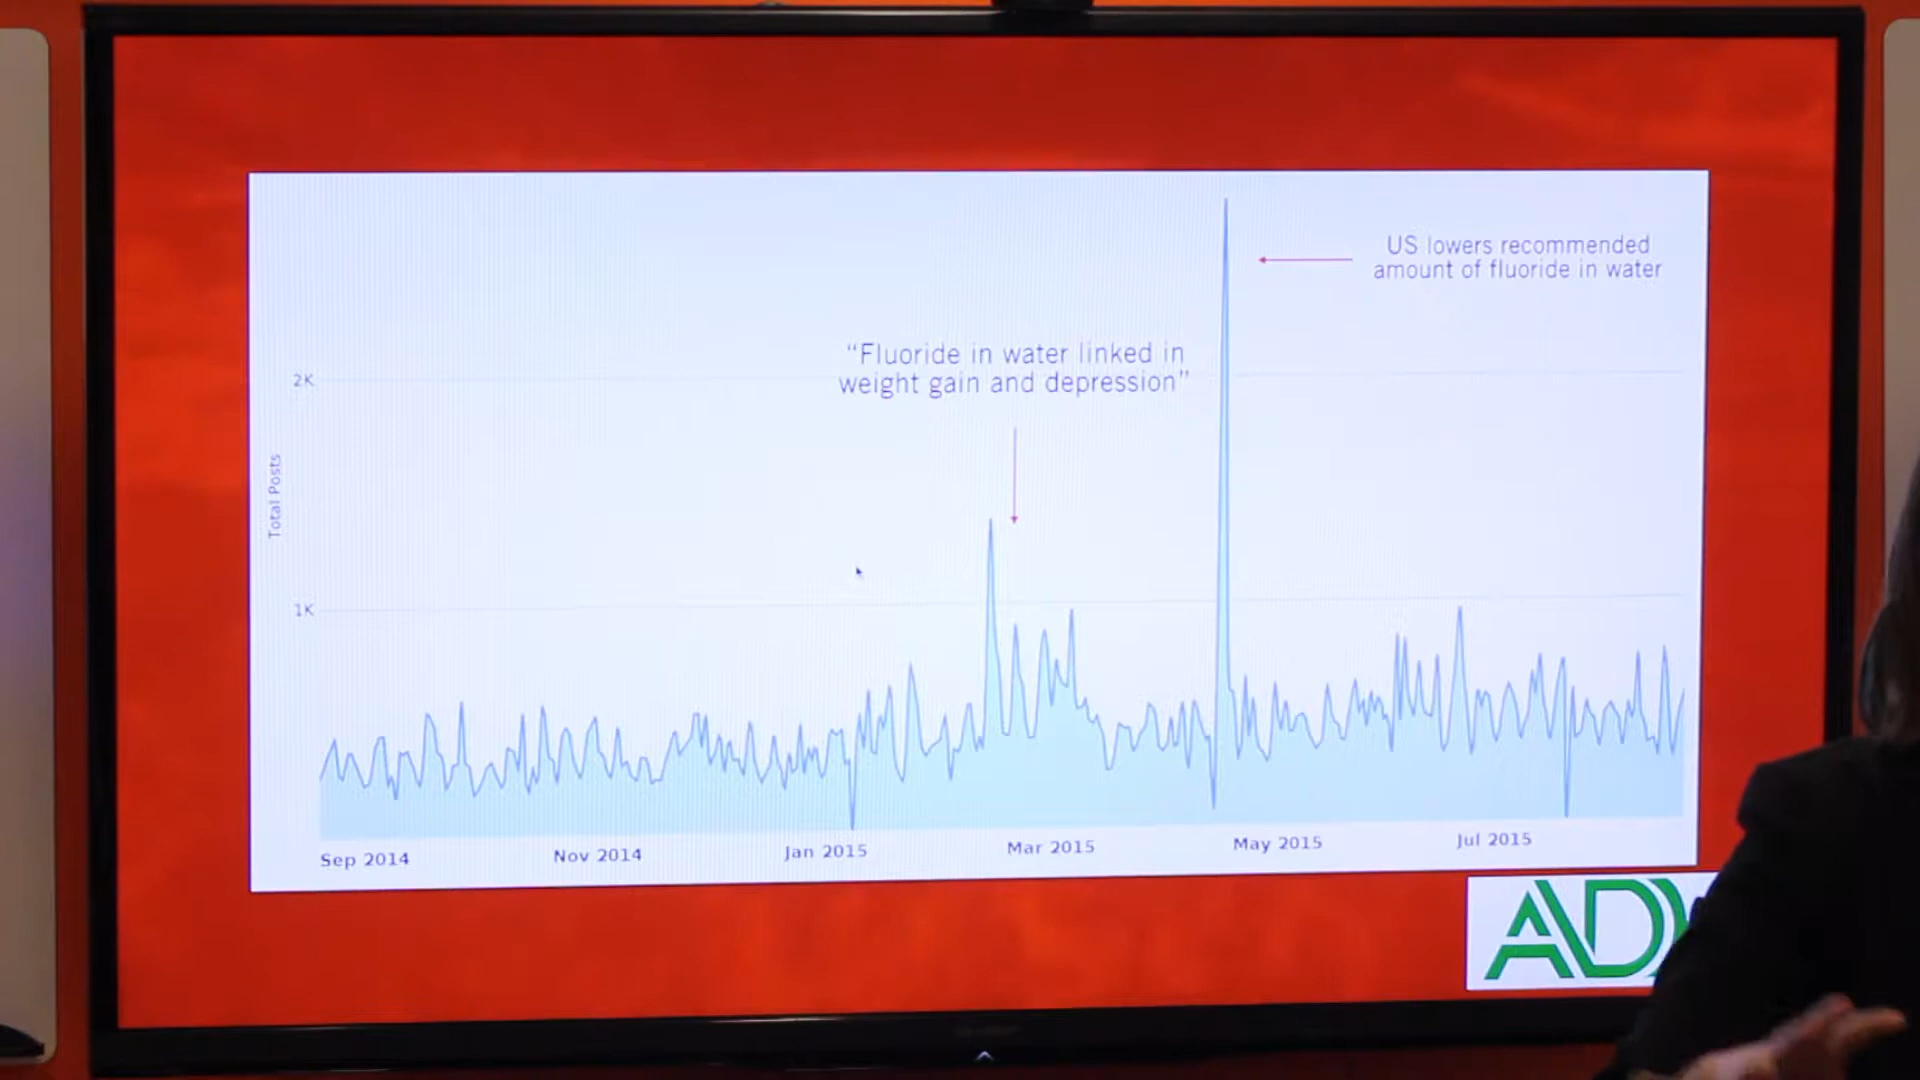 US lowers recommended
amount of fluoride in water
“Fluoride in water linked in
weight gain and depression”
2K
Total Posts
1K
Sep 2014
Nov 2014
Jan 2015
Mar 2015
May 2015
Jul 2015